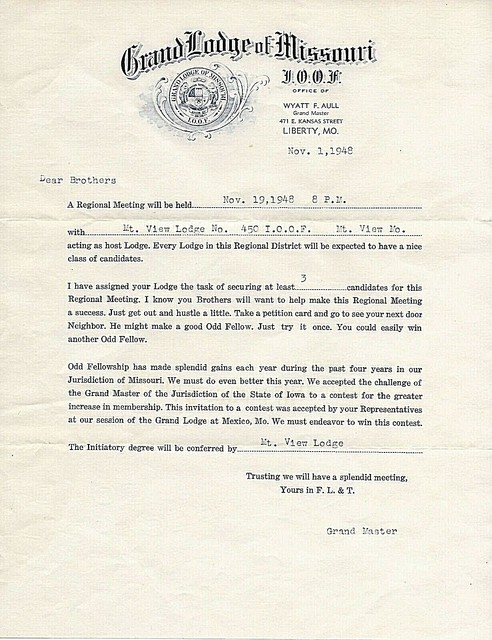 Grand Lodge of Missouri
I.O.O.F.
GRAND LODGE OF MISSOURI
I.O.O.F.
OFFICE OF
WYATT F. AULL
Grand Master
471 E. KANSAS STREET
LIBERTY, MO.
Nov. 1,1948
Dear Brothers
A Regional Meeting will be held Nov. 19,1948 8 P.M.
with Mt. View Lodge No. 450 I.O.O.F. Mt. View Mo.
acting as host Lodge. Every Lodge in this Regional District will be expected to have a nice
class of candidates.
I have assigned your Lodge the task of securing at least 3 candidates for this
Regional Meeting. I know you Brothers will want to help make this Regional Meeting
a success. Just get out and hustle a little. Take a petition card and go to see your next door
Neighbor. He might make a good Odd Fellow. Just try it once. You could easily win
another Odd Fellow.
Odd Fellowship has made splendid gains each year during the past four years in our
Jurisdiction of Missouri. We must do even better this year. We accepted the challenge of
the Grand Master of the Jurisdiction of the State of Iowa to a contest for the greater
increase in membership. This invitation to a contest was accepted by your Representatives
at our session of the Grand Lodge at Mexico, Mo. We must endeavor to win this contest.
The Initiatory degree will be conferred by Mt. View Lodge
Trusting we will have a splendid meeting,
Yours in F. L. & T.
Grand Master